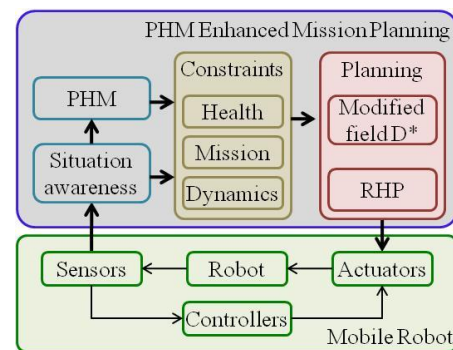 PHM Enhanced Mission Planning
PHM
Situation
awareness
Constraints
Health
Mission
Dynamics
Planning
Modified
field D*
RHP
Sensors
Robot
Actuators
Controllers
Mobile Robot